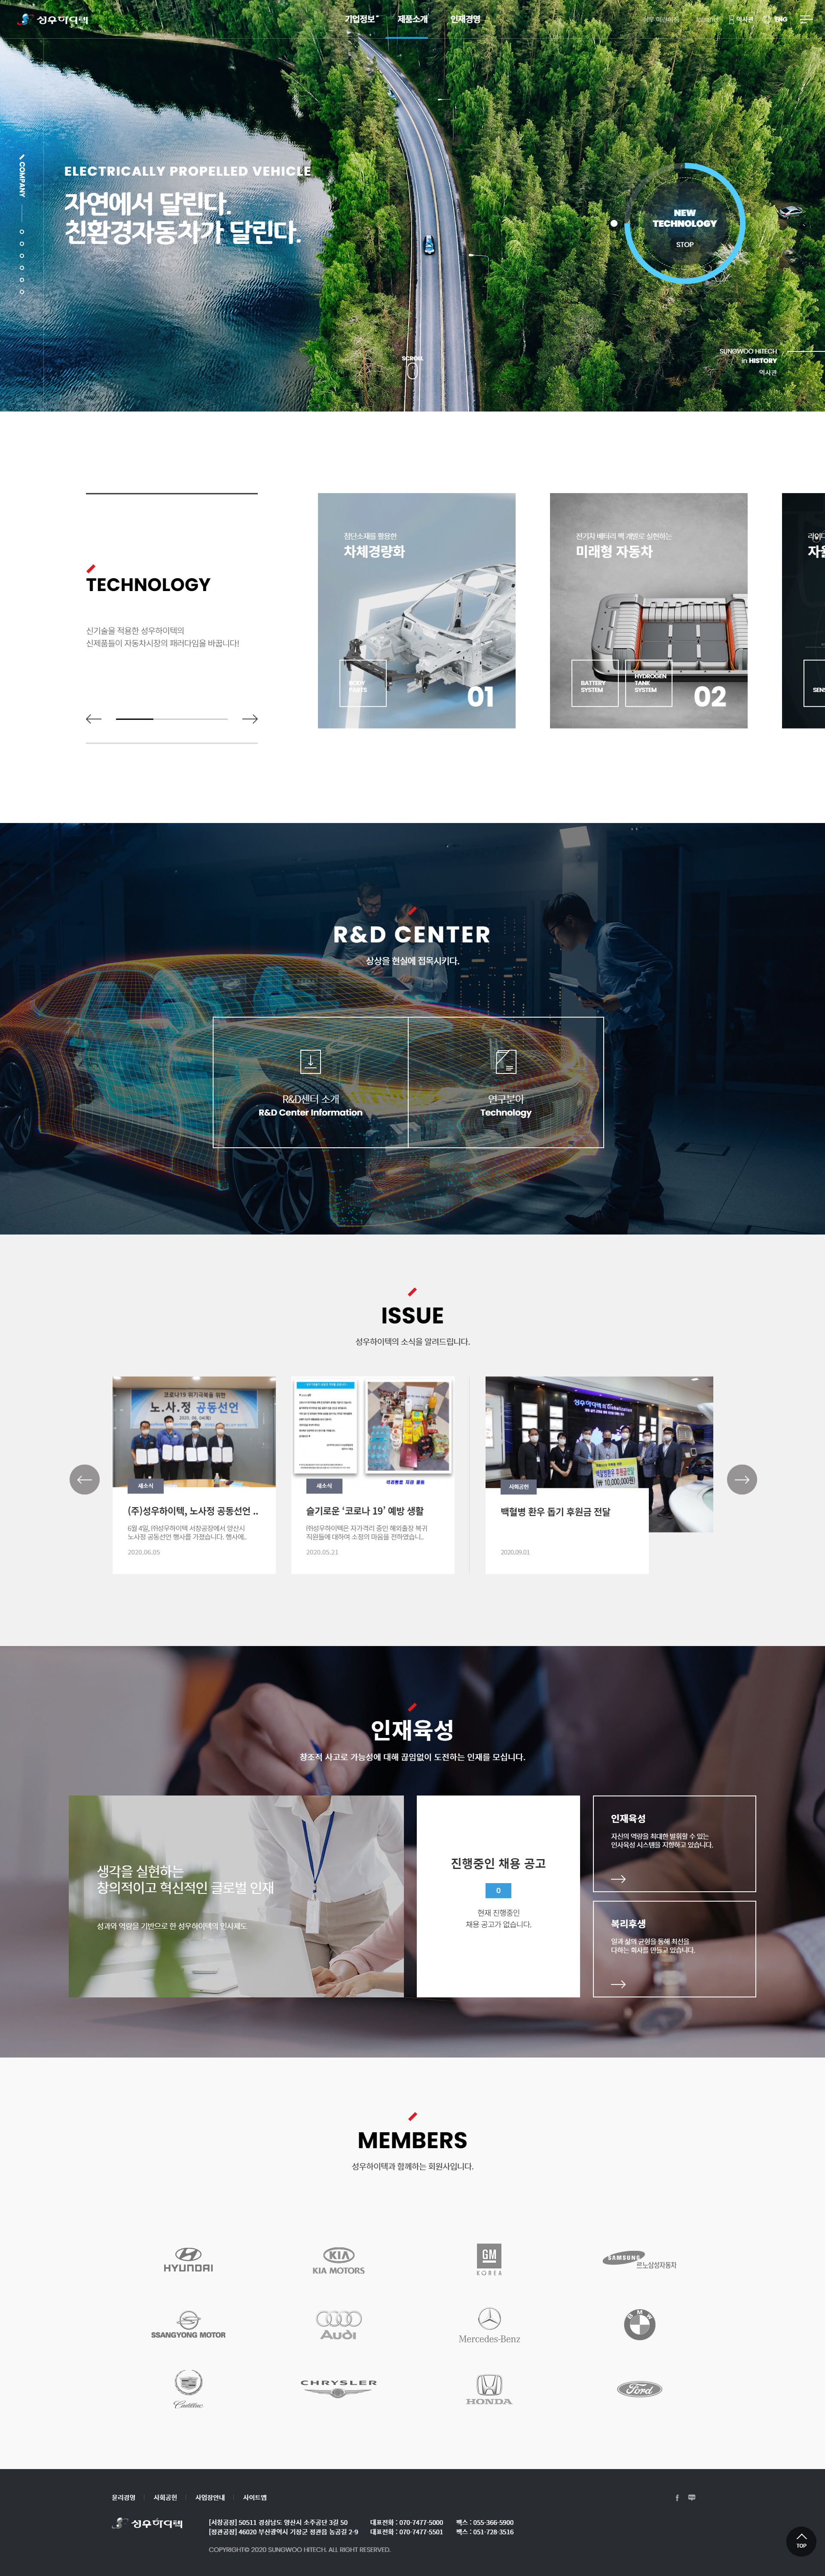 성우하이텍
기업정보
제품소개
인재경영
역사관
ENG
COMPANY
ELECTRICALLY PROPELLED VEHICLE
자연에서 달린다.
친환경자동차가 달린다.
NEW
TECHNOLOGY
STOP
SCROLL
SUNGWOO HITECH
in HISTORY
역사관
TECHNOLOGY
신기술을 적용한 성우하이텍의
신제품들이 자동차시장의 패러다임을 바꿉니다!
첨단소재를 활용한
차체경량화
BODY
PARTS
01
전기차 배터리 팩 개발로 실현하는
미래형 자동차
BATTERY
SYSTEM
HYDROGEN
TANK
SYSTEM
02
R&D CENTER
상상을 현실에 접목시키다.
R&D센터 소개
R&D Center Information
연구분야
Technology
ISSUE
성우하이텍의 소식을 알려드립니다.
코로나19 위기극복을 위한
노.사.정 공동선언
새소식
(주)성우하이텍, 노사정 공동선언 ..
6월 4일, ㈜성우하이텍 서창공장에서 양산시
노사정 공동선언 행사를 가졌습니다. 행사에..
2020.06.05
새소식
슬기로운 ‘코로나 19’ 예방 생활
㈜성우하이텍은 자가격리 중인 해외출장 복귀
직원들에 대하여 소정의 마음을 전하였습니..
2020.05.21
사회공헌
백혈병 환우 돕기 후원금 전달
2020.09.01
인재육성
창조적 사고로 가능성에 대해 끊임없이 도전하는 인재를 모십니다.
생각을 실현하는
창의적이고 혁신적인 글로벌 인재
성과와 역량을 기반으로 한 성우하이텍의 인사제도
진행중인 채용 공고
0
현재 진행중인
채용 공고가 없습니다.
인재육성
자신의 역량을 최대한 발휘할 수 있는
인사육성 시스템을 지향하고 있습니다.
복리후생
일과 삶의 균형을 통해 최선을
다하는 회사를 만들고 있습니다.
MEMBERS
성우하이텍과 함께하는 회원사입니다.
HYUNDAI
KIA
KIA MOTORS
GM
KOREA
SAMSUNG
르노삼성자동차
SSANGYONG MOTOR
Audi
Mercedes-Benz
BMW
Cadillac
CHRYSLER
HONDA
Ford
윤리경영
사회공헌
사업장안내
사이트맵
성우하이텍
[서창공장] 50511 경상남도 양산시 소주공단 3길 50 대표전화 : 070-7477-5000 팩스 : 055-366-5900
[정관공장] 46020 부산광역시 기장군 정관읍 농공길 2-9 대표전화 : 070-7477-5501 팩스 : 051-728-3516
COPYRIGHT© 2020 SUNGWOO HITECH. ALL RIGHT RESERVED.
TOP